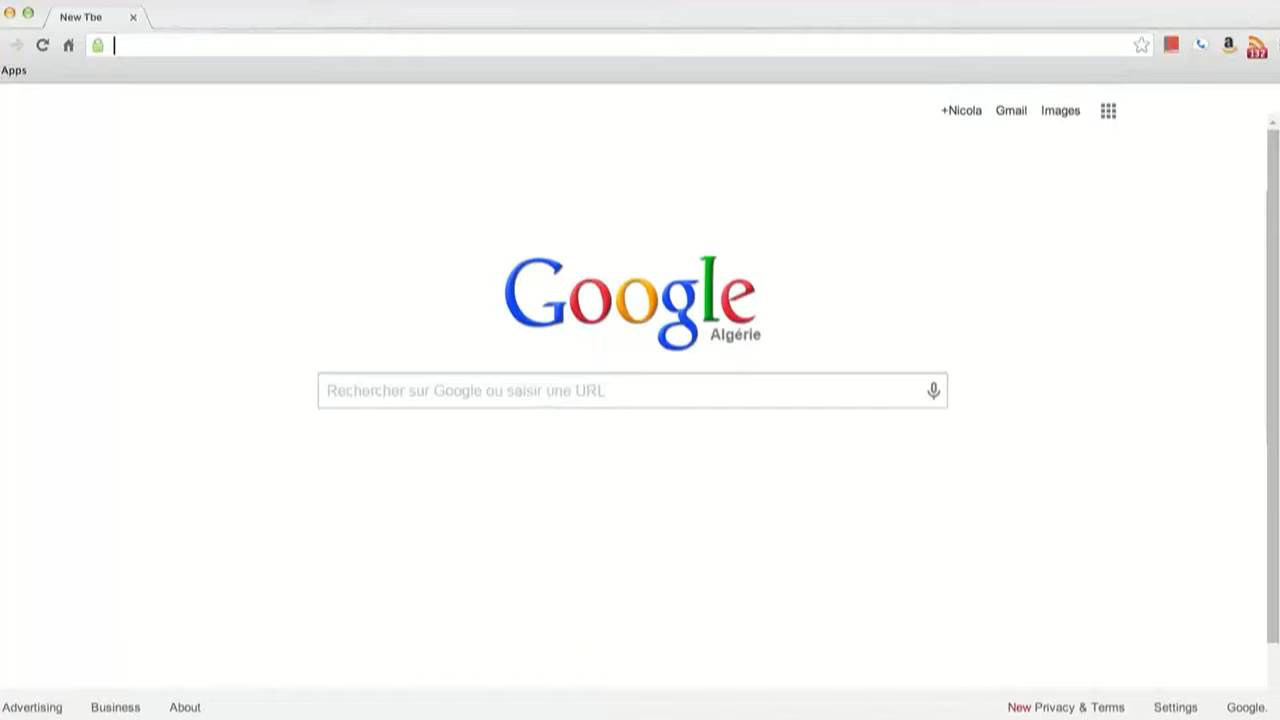 New Tbe
a
132
Apps
+Nicola Gmail Images
Google
Algérie
Rechercher sur Google ou saisir une URL
Advertising Business About New Privacy & Terms Settings Google.